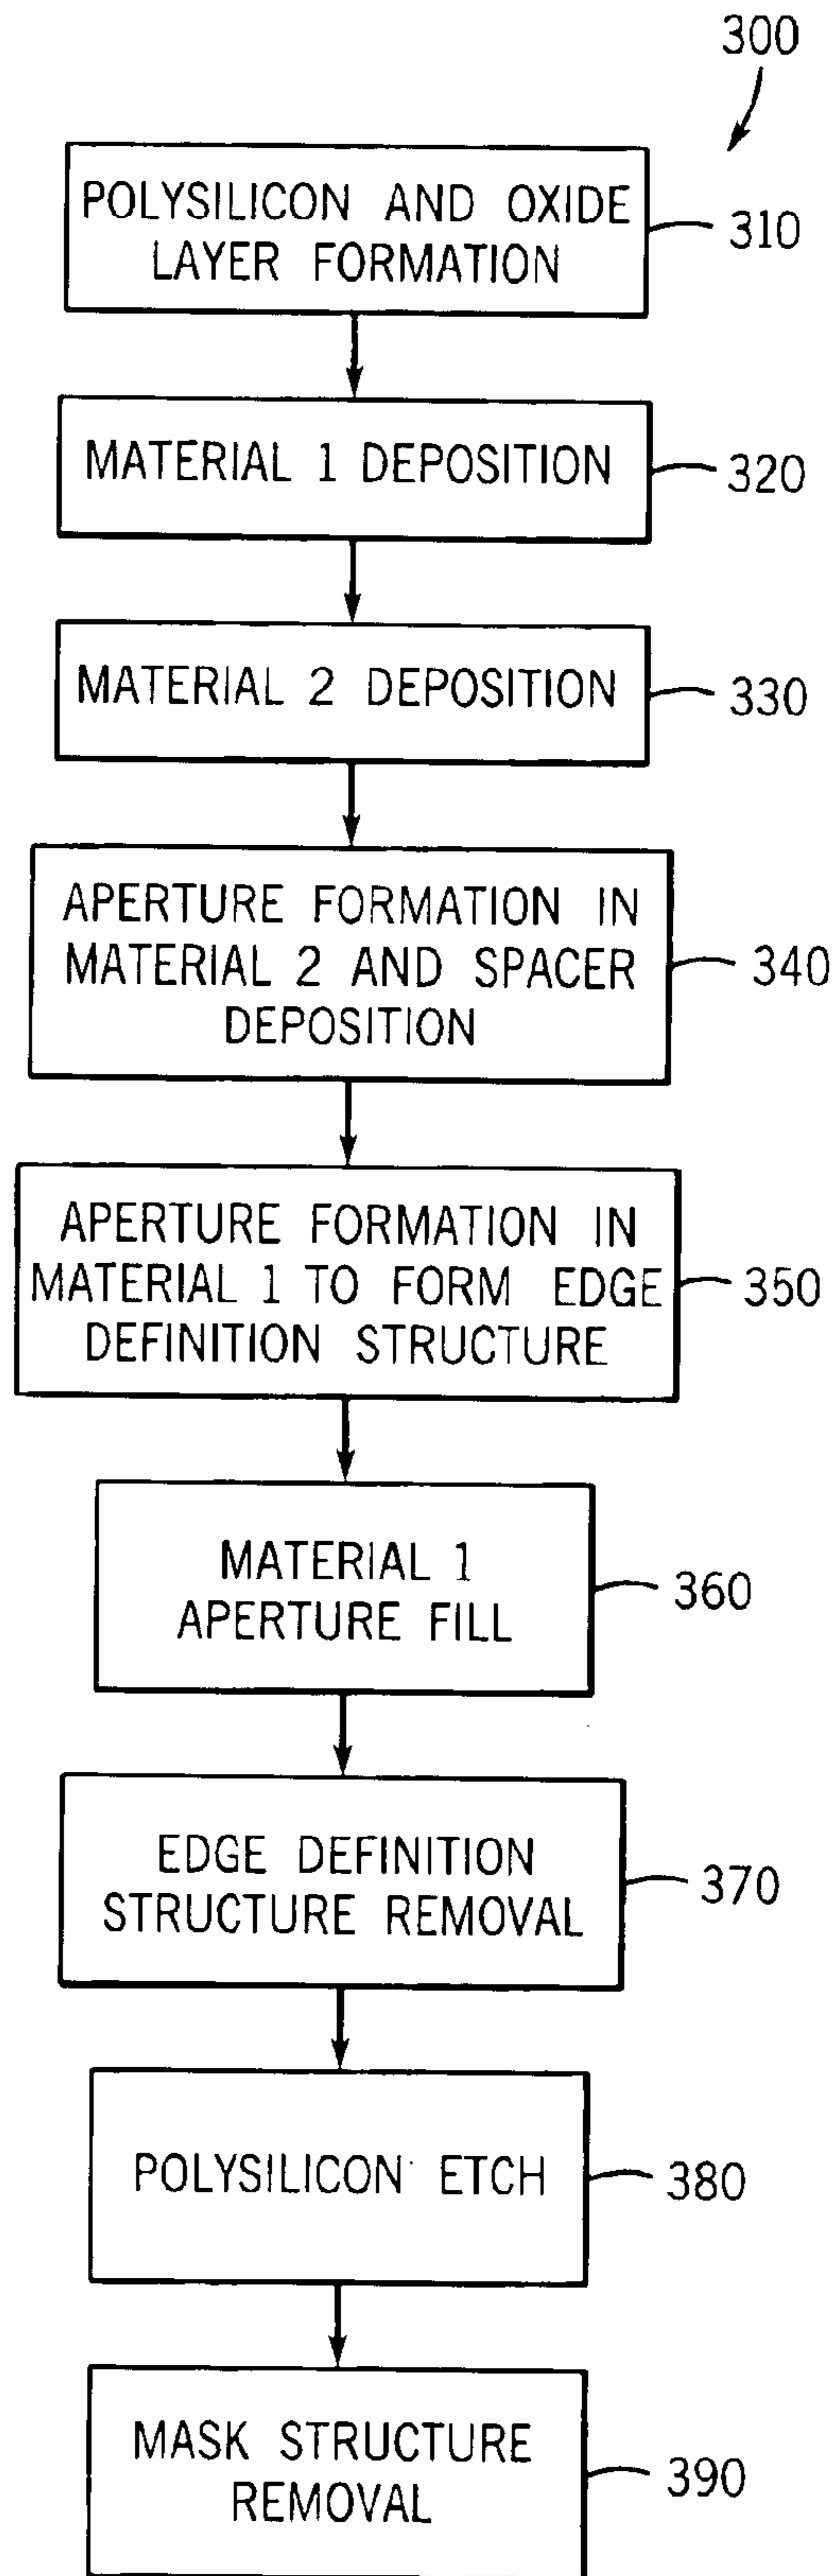 300
POLYSILICON AND OXIDE
LAYER FORMATION
310
MATERIAL 1 DEPOSITION
320
MATERIAL 2 DEPOSITION
330
APERTURE FORMATION IN
MATERIAL 2 AND SPACER
DEPOSITION
340
APERTURE FORMATION IN
MATERIAL 1 TO FORM EDGE
DEFINITION STRUCTURE
350
MATERIAL 1
APERTURE FILL
360
EDGE DEFINITION
STRUCTURE REMOVAL
370
POLYSILICON ETCH
380
MASK STRUCTURE
REMOVAL
390